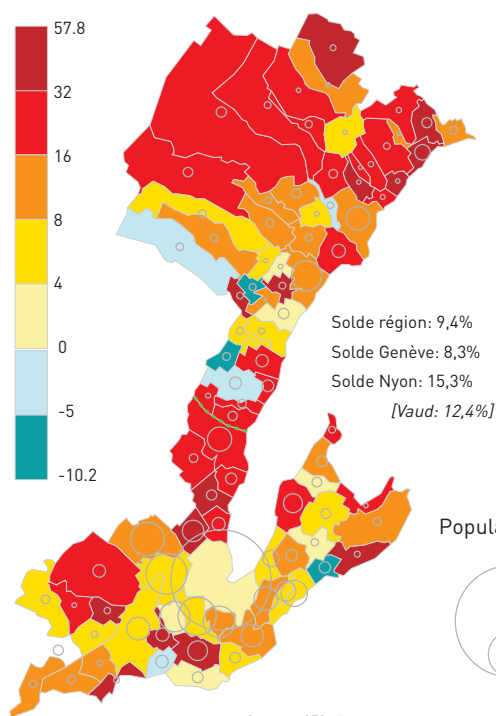 57.8
32
16
8
4
0
-5
-10.2
Solde région: 9,4%
Solde Genève: 8,3%
Solde Nyon: 15,3%
[Vaud: 12,4%]
Popula